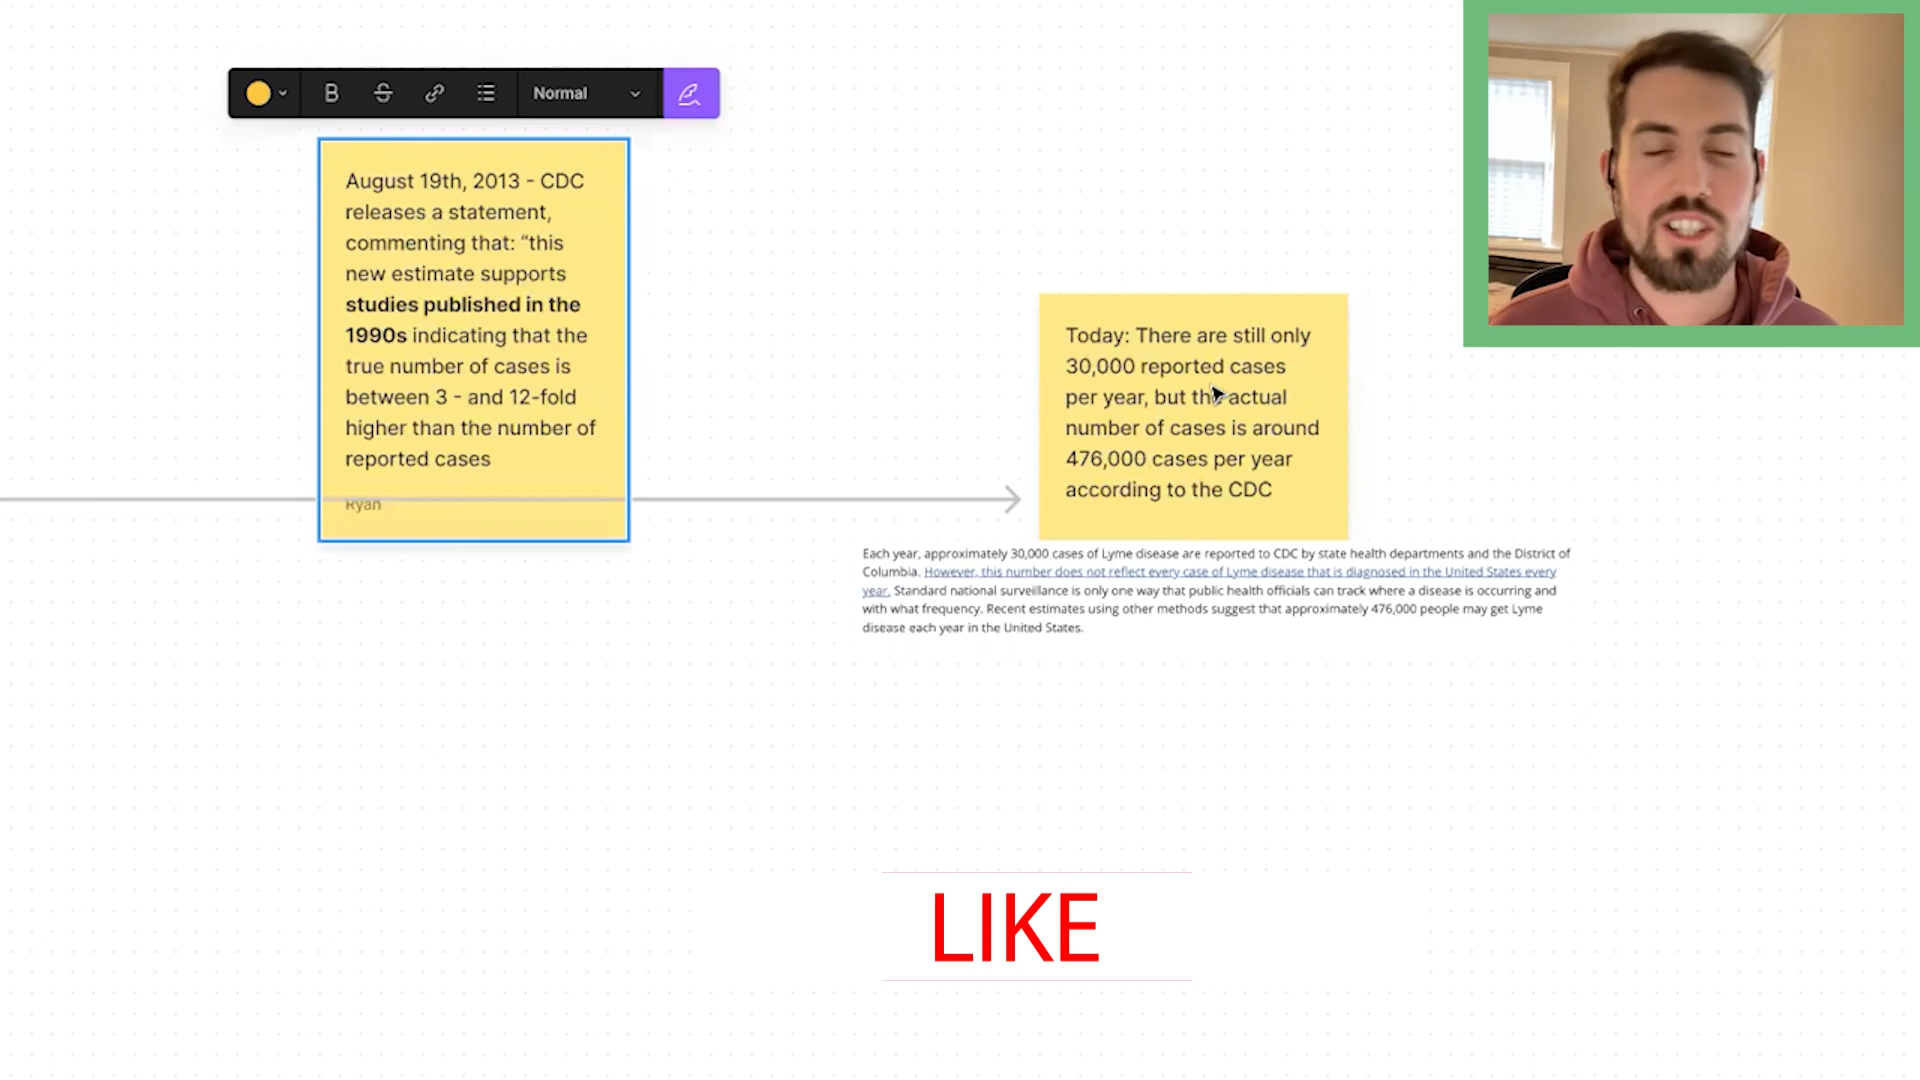 Normal
August 19th, 2013 - CDC
releases a statement,
commenting that: “this
new estimate supports
studies published in the
1990s indicating that the
true number of cases is
between 3 - and 12-fold
higher than the number of
reported cases
Ryan
Today: There are still only
30,000 reported cases
per year, but the actual
number of cases is around
476,000 cases per year
according to the CDC
Each year, approximately 30,000 cases of Lyme disease are reported to CDC by state health departments and the District of
Columbia. However, this number does not reflect every case of Lyme disease that is diagnosed in the United States every
year. Standard national surveillance is only one way that public health officials can track where a disease is occurring and
with what frequency. Recent estimates using other methods suggest that approximately 476,000 people may get Lyme
disease each year in the United States.
LIKE